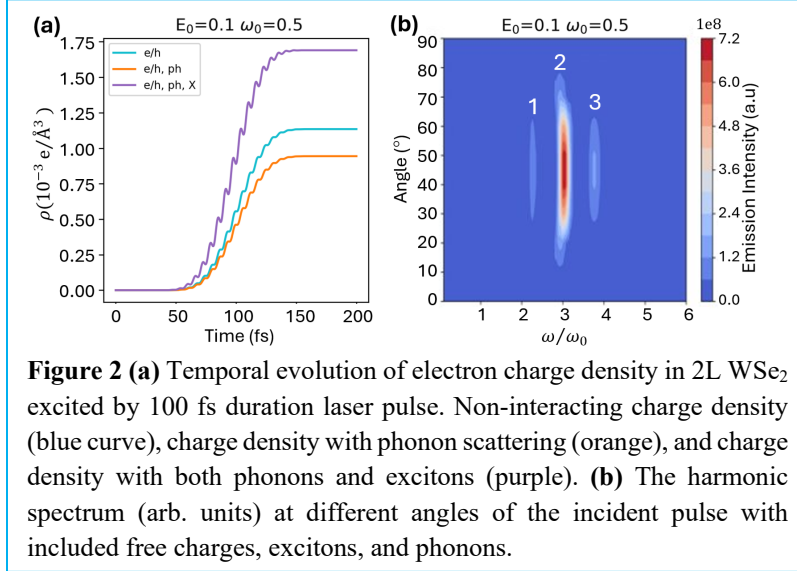 (a)
E₀=0.1 ω₀=0.5
1.75
1.50
1.25
1.00
0.75
0.50
0.25
0.00
ρ(10⁻³ e/Å³)
e/h
e/h, ph
e/h, ph, X
0 50 100 150 200
Time (fs)
(b)
E₀=0.1 ω₀=0.5
90
80
70
60
50
40
30
20
10
0
Angle (°)
1
2
3
1 2 3 4 5 6
ω/ω₀
1e8
7.2
6.0
4.8
3.6
2.4
1.2
0.0
Emission Intensity (a.u)
Figure 2 (a) Temporal evolution of electron charge density in 2L WSe₂
excited by 100 fs duration laser pulse. Non-interacting charge density
(blue curve), charge density with phonon scattering (orange), and charge
density with both phonons and excitons (purple). (b) The harmonic
spectrum (arb. units) at different angles of the incident pulse with
included free charges, excitons, and phonons.